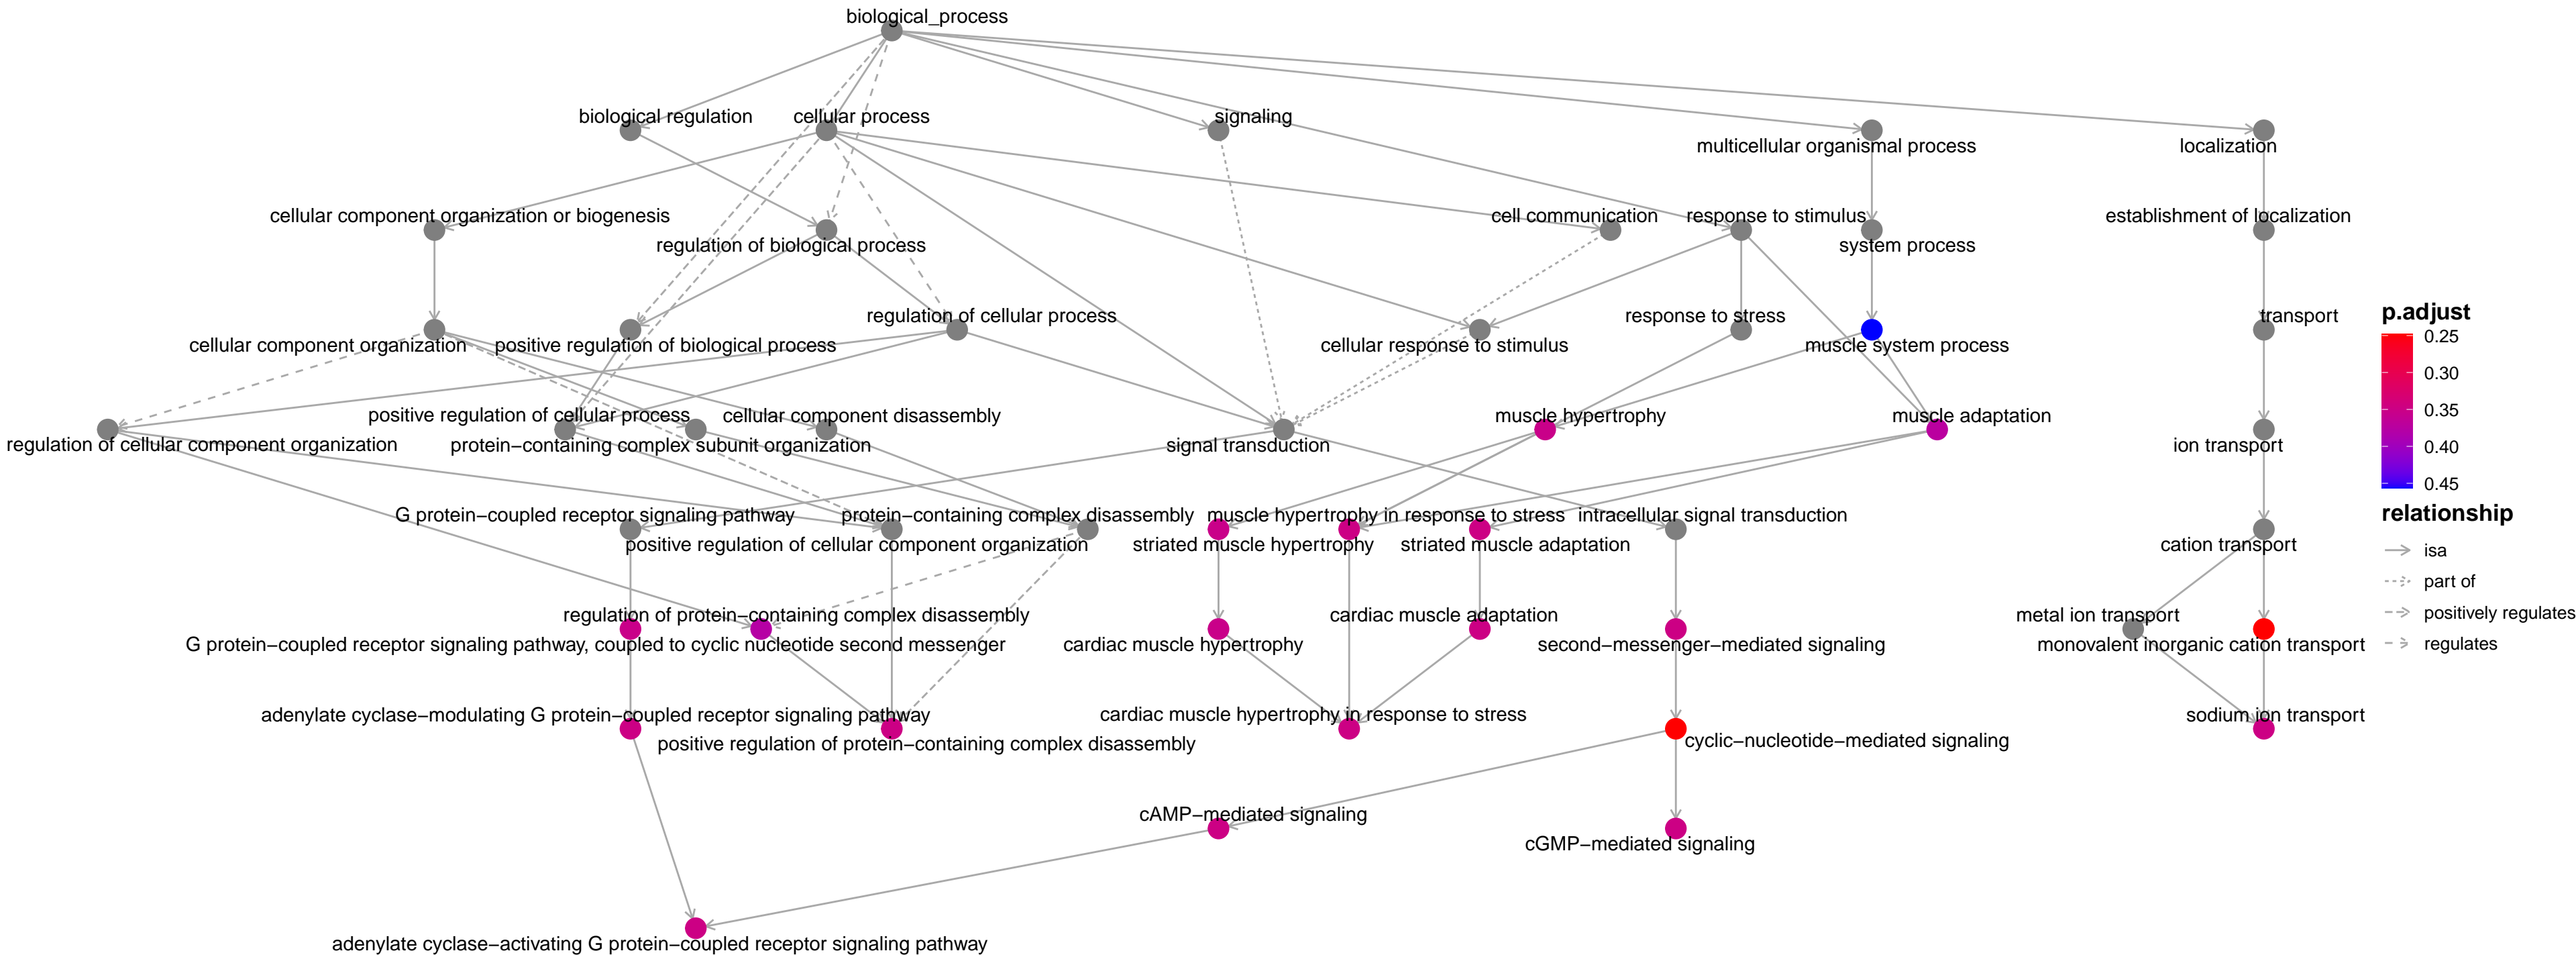 biological_process
biological regulation
cellular process
signaling
multicellular organismal process
localization
cellular component organization or biogenesis
regulation of biological process
cell communication
response to stimulus
system process
establishment of localization
cellular component organization
positive regulation of biological process
regulation of cellular process
cellular response to stimulus
response to stress
muscle system process
transport
regulation of cellular component organization
positive regulation of cellular process
protein−containing complex subunit organization
cellular component disassembly
signal transduction
muscle hypertrophy
muscle adaptation
ion transport
G protein−coupled receptor signaling pathway
positive regulation of cellular component organization
protein−containing complex disassembly
striated muscle hypertrophy
muscle hypertrophy in response to stress
striated muscle adaptation
intracellular signal transduction
cation transport
G protein−coupled receptor signaling pathway, coupled to cyclic nucleotide second messenger
regulation of protein−containing complex disassembly
cardiac muscle hypertrophy
cardiac muscle adaptation
second−messenger−mediated signaling
metal ion transport
monovalent inorganic cation transport
adenylate cyclase−modulating G protein−coupled receptor signaling pathway
positive regulation of protein−containing complex disassembly
cardiac muscle hypertrophy in response to stress
cyclic−nucleotide−mediated signaling
sodium ion transport
cAMP−mediated signaling
cGMP−mediated signaling
adenylate cyclase−activating G protein−coupled receptor signaling pathway
p.adjust
0.25
0.30
0.35
0.40
0.45
relationship
isa
part of
positively regulates
regulates